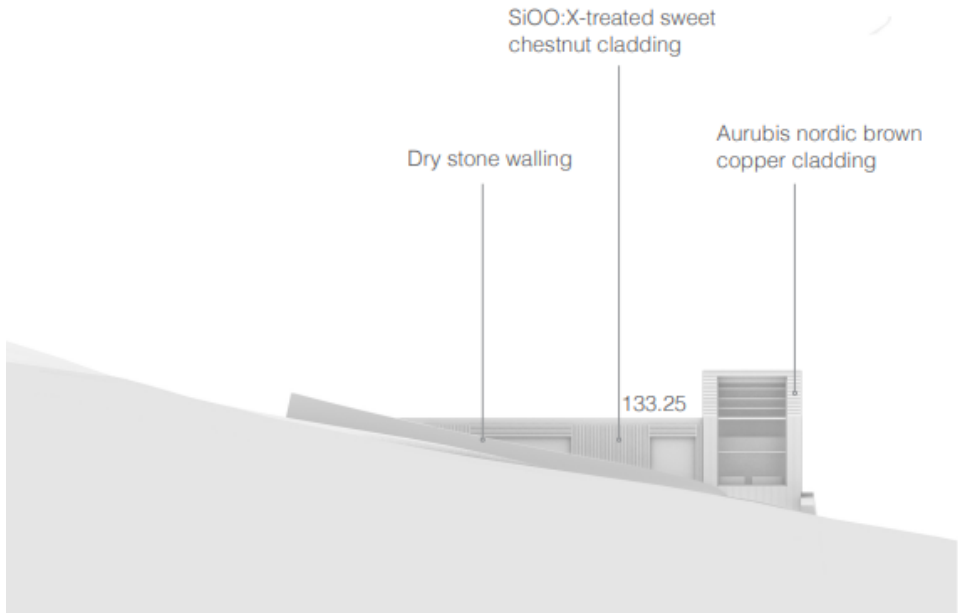 SiOO:X-treated sweet
chestnut cladding
Aurubis nordic brown
copper cladding
Dry stone walling
133.25